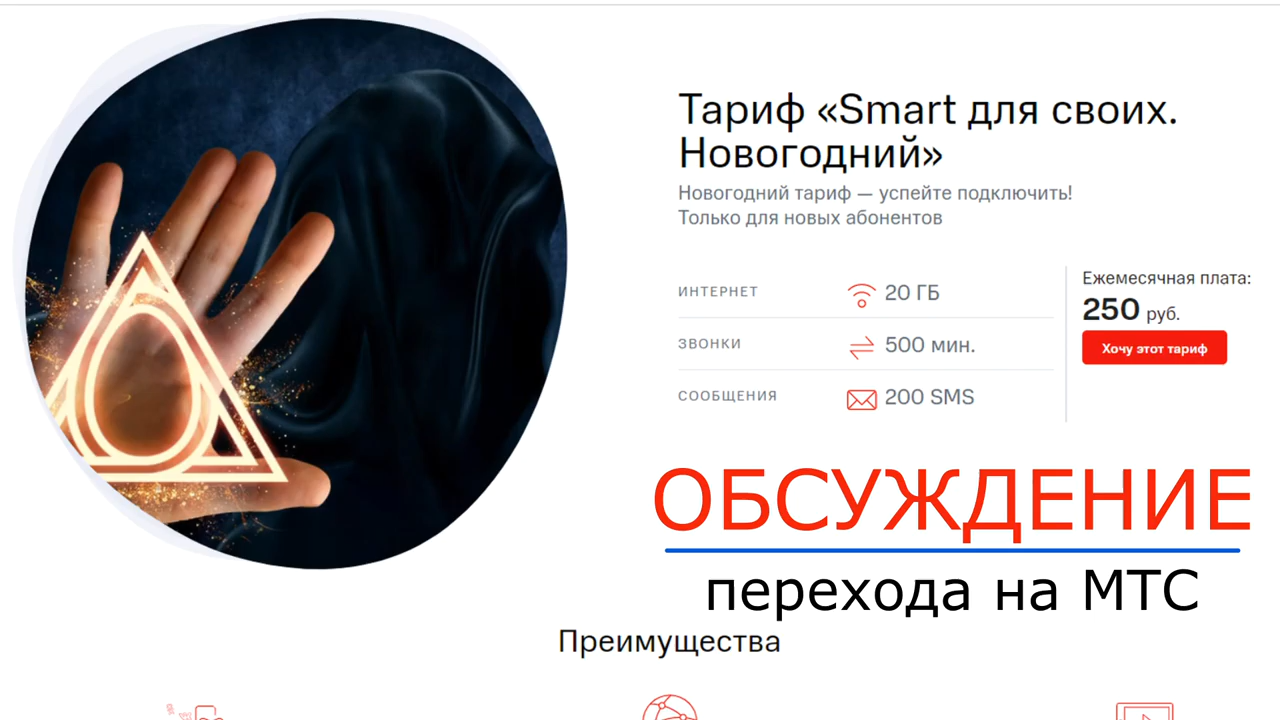 Тариф «Smart для своих.
Новогодний»
Новогодний тариф — успейте подключить!
Только для новых абонентов
ИНТЕРНЕТ 20 ГБ
ЗВОНКИ 500 мин.
СООБЩЕНИЯ 200 SMS
Ежемесячная плата:
250 руб.
Хочу этот тариф
ОБСУЖДЕНИЕ
перехода на МТС
Преимущества